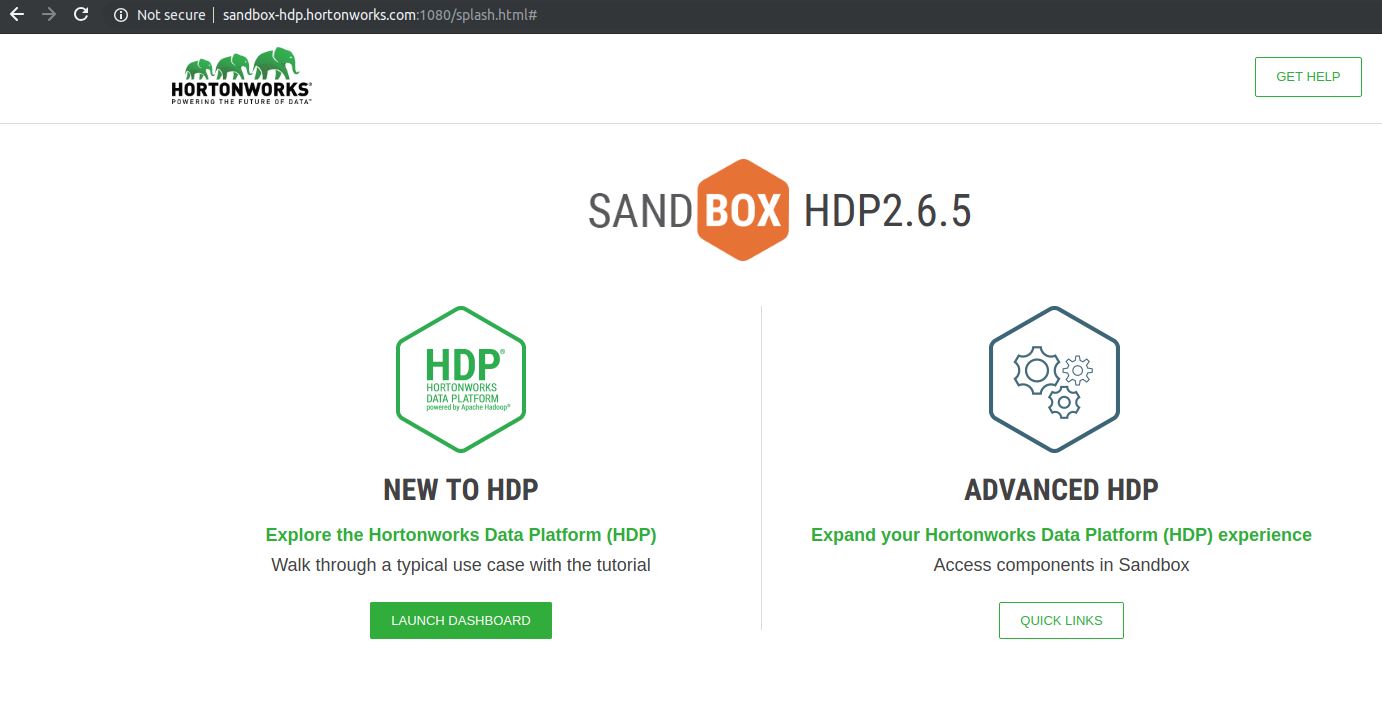 Not secure | sandbox-hdp.hortonworks.com:1080/splash.html#
HORTONWORKS®
POWERING THE FUTURE OF DATA™
GET HELP
SANDBOX HDP2.6.5
HDP®
HORTONWORKS
DATA PLATFORM
powered by Apache Hadoop®
NEW TO HDP
Explore the Hortonworks Data Platform (HDP)
Walk through a typical use case with the tutorial
LAUNCH DASHBOARD
ADVANCED HDP
Expand your Hortonworks Data Platform (HDP) experience
Access components in Sandbox
QUICK LINKS